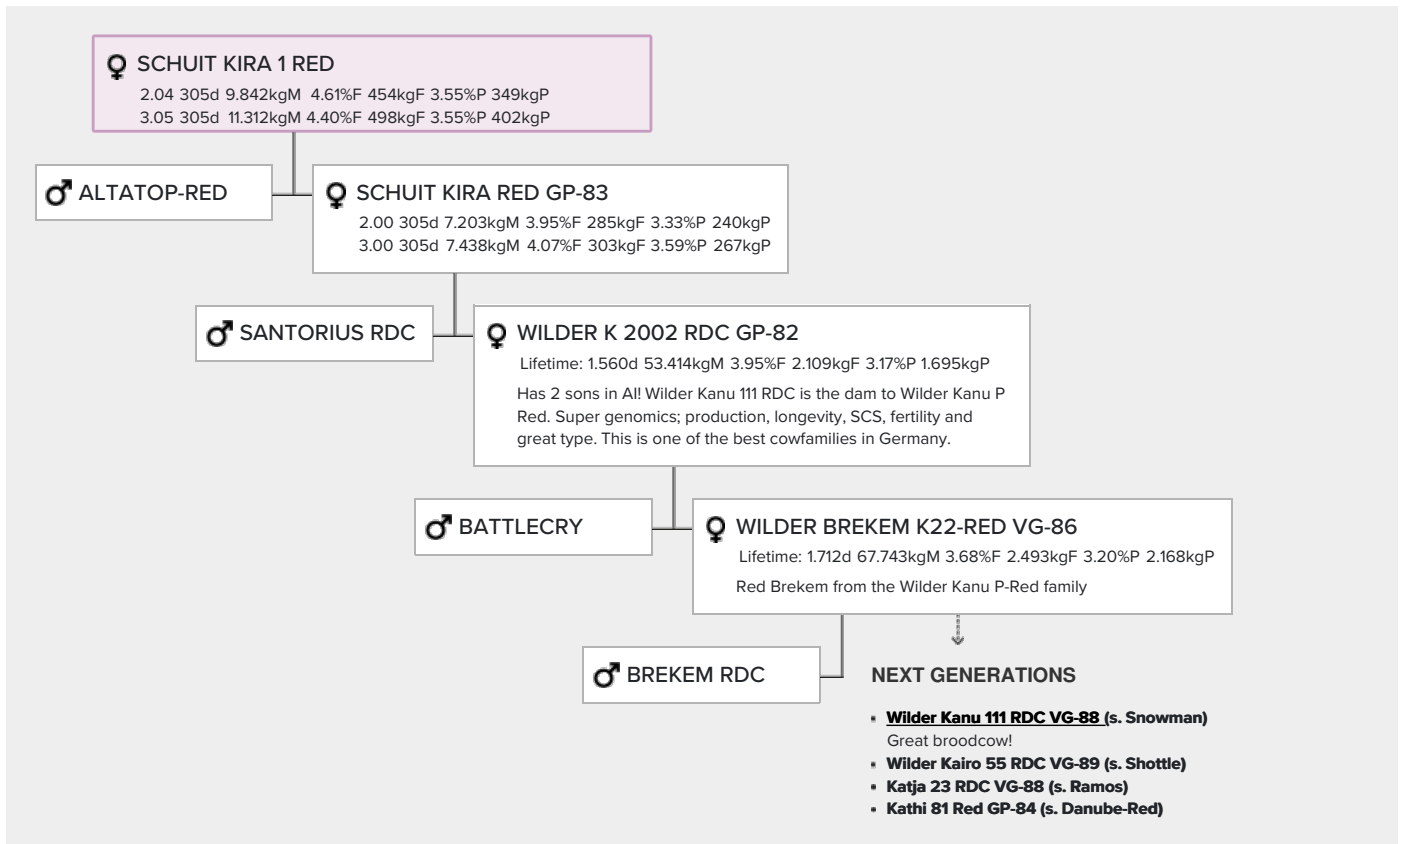 SCHUIT KIRA 1 RED
2.04 305d 9.842kgM 4.61%F 454kgF 3.55%P 349kgP
3.05 305d 11.312kgM 4.40%F 498kgF 3.55%P 402kgP
ALTATOP-RED
SCHUIT KIRA RED GP-83
2.00 305d 7.203kgM 3.95%F 285kgF 3.33%P 240kgP
3.00 305d 7.438kgM 4.07%F 303kgF 3.59%P 267kgP
SANTORIUS RDC
WILDER K 2002 RDC GP-82
Lifetime: 1.560d 53.414kgM 3.95%F 2.109kgF 3.17%P 1.695kgP
Has 2 sons in AI! Wilder Kanu 111 RDC is the dam to Wilder Kanu P
Red. Super genomics; production, longevity, SCS, fertility and
great type. This is one of the best cowfamilies in Germany.
BATTLECRY
WILDER BREKEM K22-RED VG-86
Lifetime: 1.712d 67.743kgM 3.68%F 2.493kgF 3.20%P 2.168kgP
Red Brekem from the Wilder Kanu P-Red family
BREKEM RDC
NEXT GENERATIONS
Wilder Kanu 111 RDC VG-88 (s. Snowman)
Great broodcow!
Wilder Kairo 55 RDC VG-89 (s. Shottle)
Katja 23 RDC VG-88 (s. Ramos)
Kathi 81 Red GP-84 (s. Danube-Red)